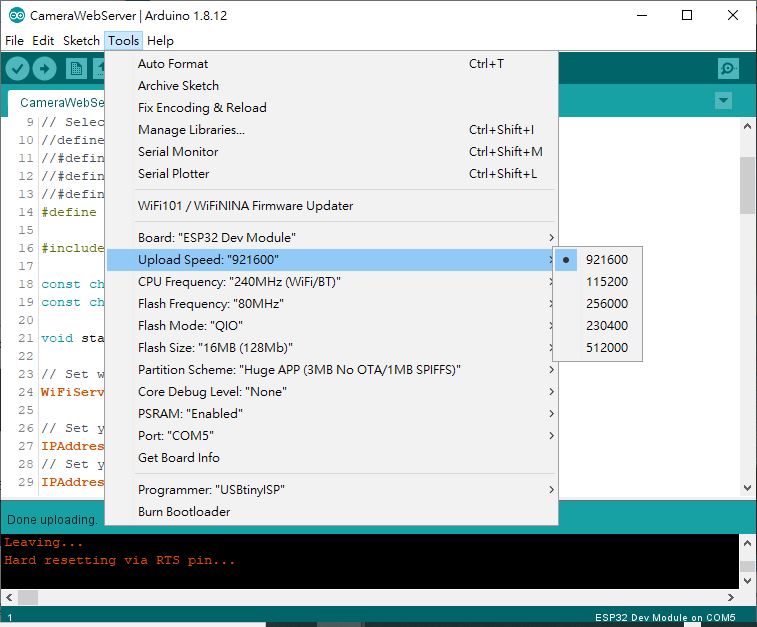 CameraWebServer | Arduino 1.8.12
File Edit Sketch Tools Help
Auto Format Ctrl+T
Archive Sketch
Fix Encoding & Reload
Manage Libraries... Ctrl+Shift+I
Serial Monitor Ctrl+Shift+M
Serial Plotter Ctrl+Shift+L
WiFi101 / WiFiNINA Firmware Updater
Board: "ESP32 Dev Module"
Upload Speed: "921600"
CPU Frequency: "240MHz (WiFi/BT)"
Flash Frequency: "80MHz"
Flash Mode: "QIO"
Flash Size: "16MB (128Mb)"
Partition Scheme: "Huge APP (3MB No OTA/1MB SPIFFS)"
Core Debug Level: "None"
PSRAM: "Enabled"
Port: "COM5"
Get Board Info
Programmer: "USBtinyISP"
Burn Bootloader
921600
115200
256000
230400
512000
CameraWebSe
9 // Selec
10 //define
11 //#defin
12 //#defin
13 //#defin
14 #define
15
16 #include
17
18 const ch
19 const ch
20
21 void sta
22
23 // Set w
24 WiFiServ
25
26 // Set y
27 IPAddres
28 // Set y
29 IPAddres
Done uploading.
Leaving...
Hard resetting via RTS pin...
1 ESP32 Dev Module on COM5